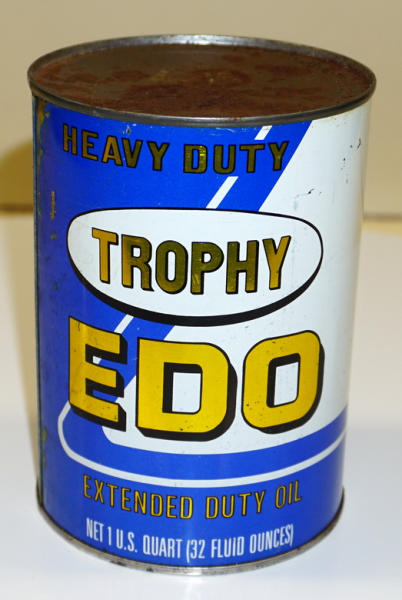 HEAVY DUTY
TROPHY
EDO
EXTENDED DUTY OIL
NET 1 U.S. QUART (32 FLUID OUNCES)